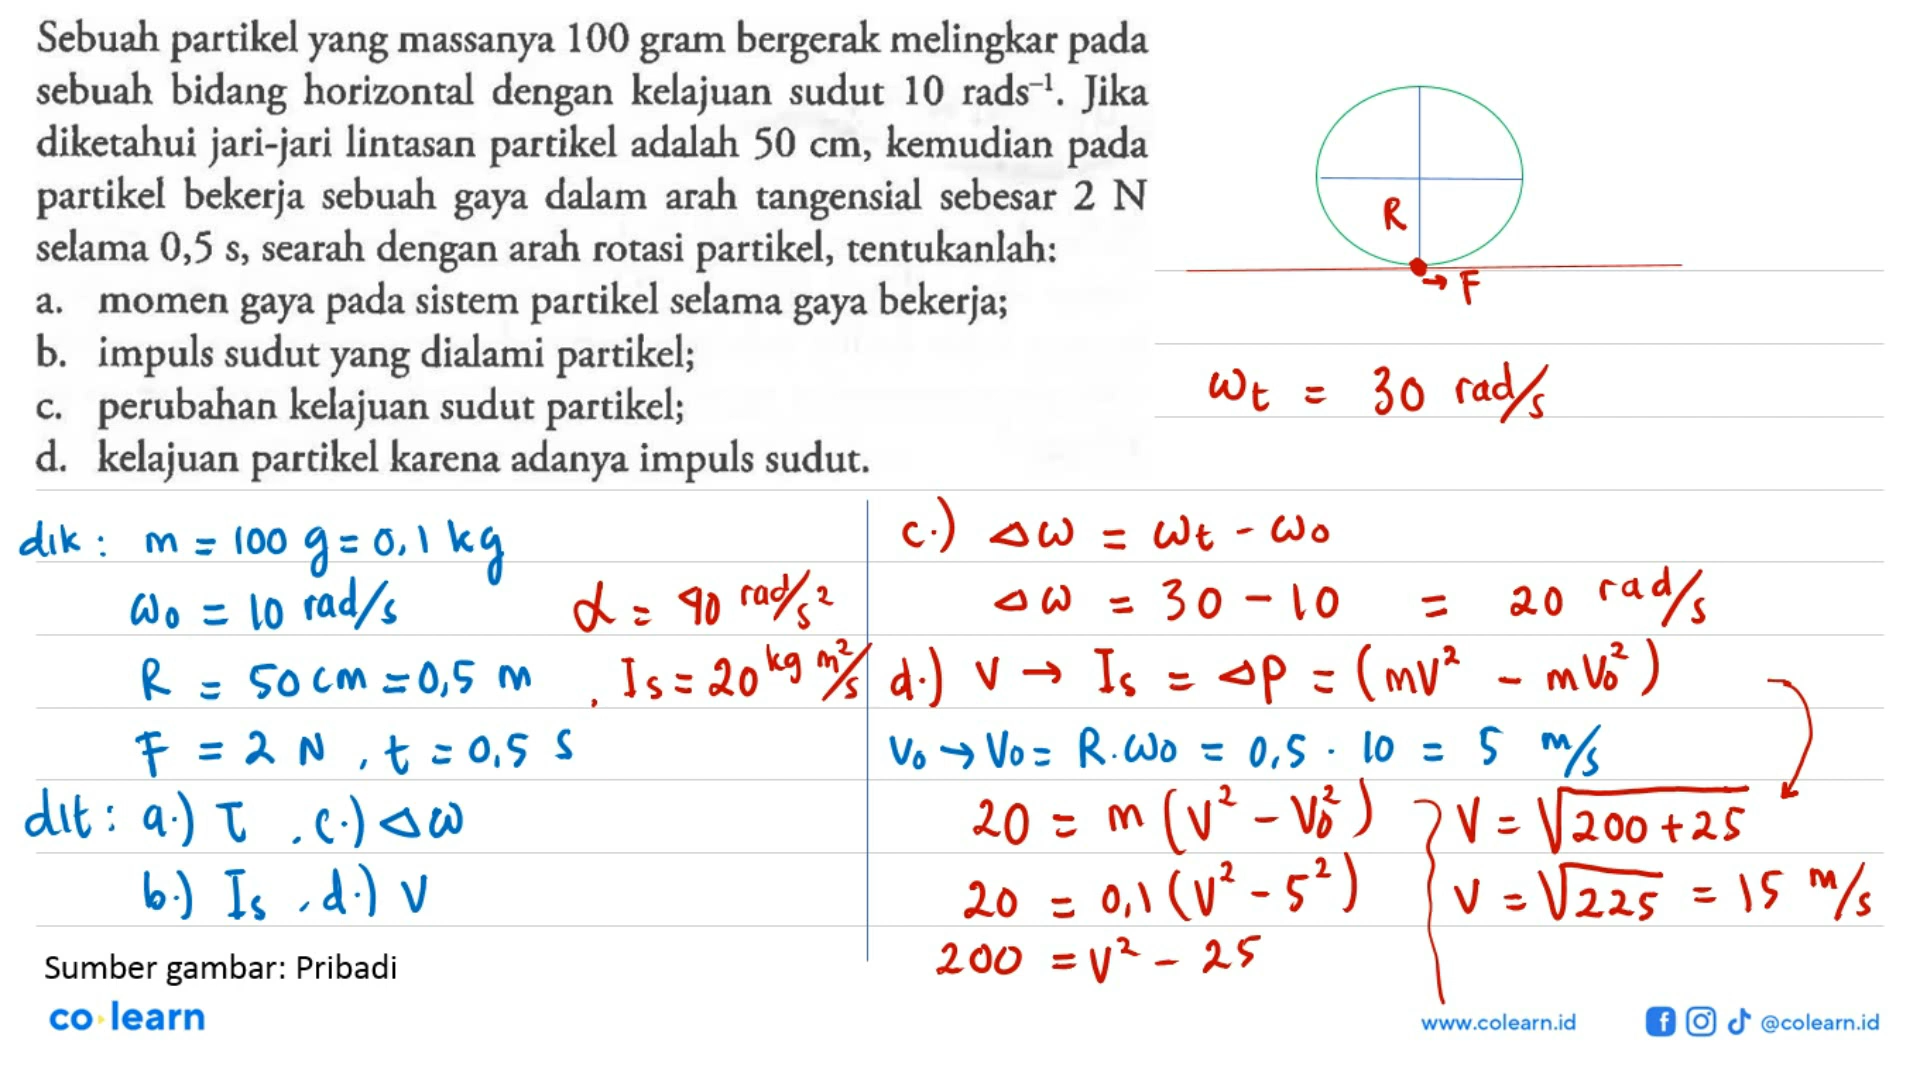 Sebuah partikel yang massanya 100 gram bergerak melingkar pada
sebuah bidang horizontal dengan kelajuan sudut 10 rads⁻¹. Jika
diketahui jari-jari lintasan partikel adalah 50 cm, kemudian pada
partikel bekerja sebuah gaya dalam arah tangensial sebesar 2 N
selama 0,5 s, searah dengan arah rotasi partikel, tentukanlah:
a. momen gaya pada sistem partikel selama gaya bekerja;
b. impuls sudut yang dialami partikel;
c. perubahan kelajuan sudut partikel;
d. kelajuan partikel karena adanya impuls sudut.
R
→ F
ωt = 30 rad/s
dik : m = 100 g = 0,1 kg
ω0 = 10 rad/s
α = 40 rad/s²
R = 50 cm = 0,5 m
, Is = 20 kg m²/s
F = 2 N , t = 0,5 s
dit : a.) τ , c.) Δω
b.) Is , d.) v
c.) Δω = ωt - ω0
Δω = 30 - 10 = 20 rad/s
d.) v → Is = Δp = (mv² - mv0²)
v0 → v0 = R.ω0 = 0,5 . 10 = 5 m/s
20 = m (v² - v0²)
20 = 0,1 (v² - 5²)
200 = v² - 25
v = √200 + 25
v = √225 = 15 m/s
Sumber gambar: Pribadi
co learn
www.colearn.id
@colearn.id